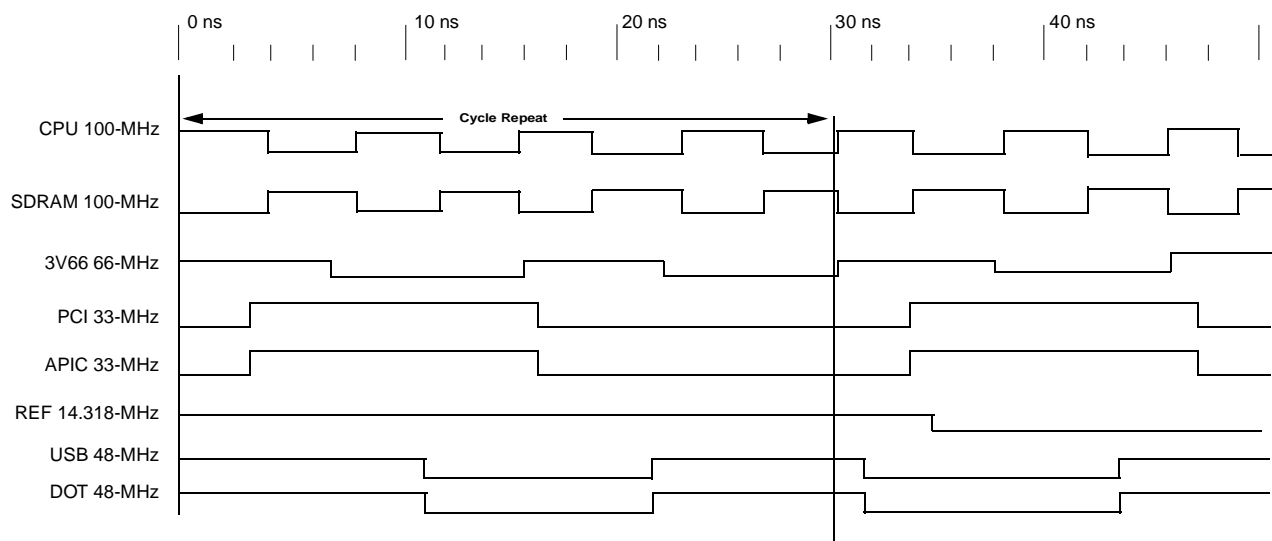 0 ns 10 ns 20 ns 30 ns 40 ns
Cycle Repeat
CPU 100-MHz
SDRAM 100-MHz
3V66 66-MHz
PCI 33-MHz
APIC 33-MHz
REF 14.318-MHz
USB 48-MHz
DOT 48-MHz